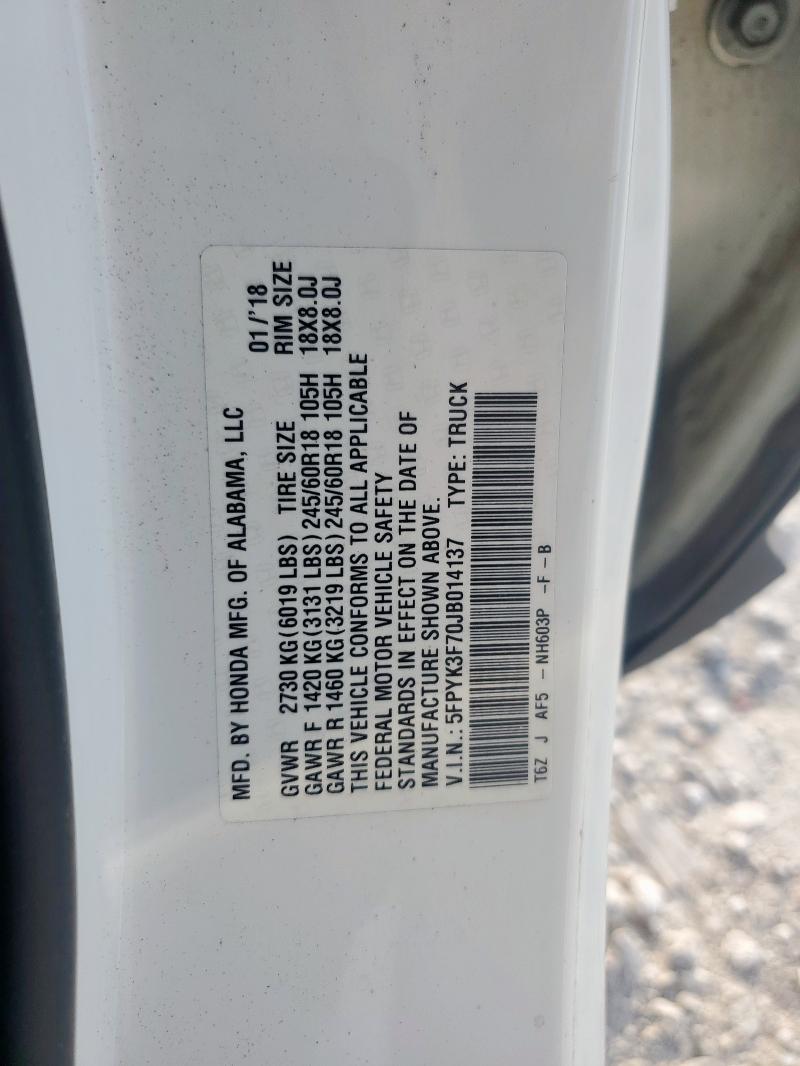 MFD. BY HONDA MFG. OF ALABAMA, LLC
01/'18
GVWR 2730 KG(6019 LBS) TIRE SIZE RIM SIZE
GAWR F 1420 KG(3131 LBS)245/60R18 105H 18X8.0J
GAWR R 1460 KG(3219 LBS)245/60R18 105H 18X8.0J
THIS VEHICLE CONFORMS TO ALL APPLICABLE
FEDERAL MOTOR VEHICLE SAFETY
STANDARDS IN EFFECT ON THE DATE OF
MANUFACTURE SHOWN ABOVE.
V.I.N.: 5FPYK3F70JB014137 TYPE: TRUCK
T6Z J AF5 - NH603P -F-B